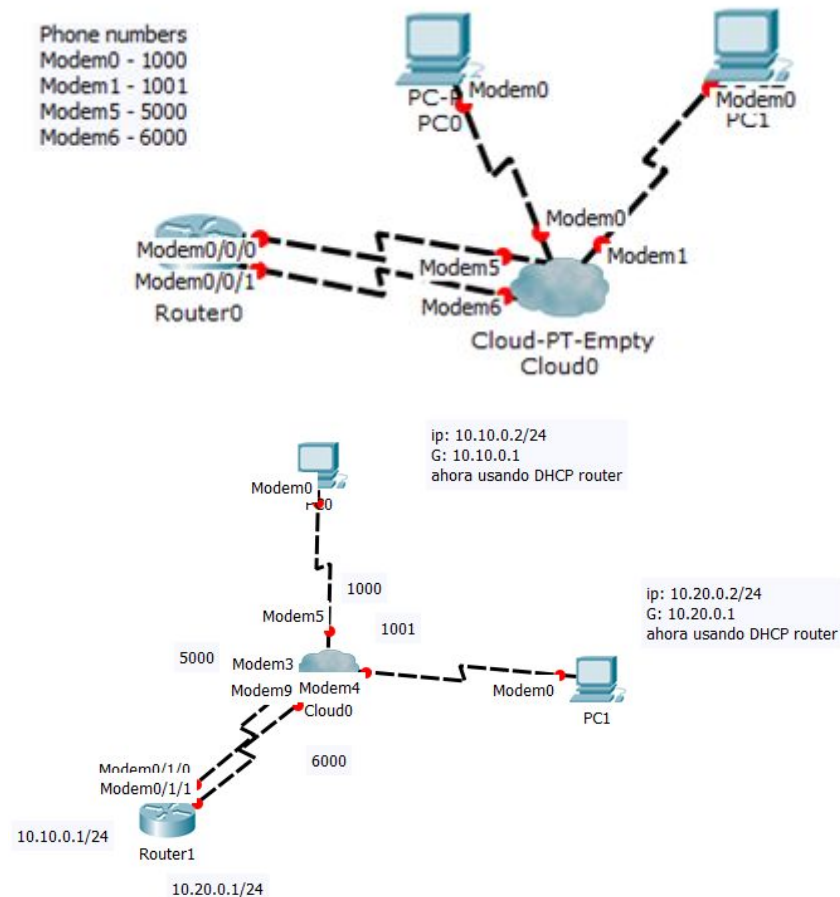 Phone numbers
Modem0 - 1000
Modem1 - 1001
Modem5 - 5000
Modem6 - 6000
Modem0
PC0
Modem0
PC1
Modem0
Modem1
Modem0/0/0
Modem5
Modem0/0/1
Modem6
Router0
Cloud-PT-Empty
Cloud0
ip: 10.10.0.2/24
G: 10.10.0.1
ahora usando DHCP router
Modem0
1000
ip: 10.20.0.2/24
G: 10.20.0.1
ahora usando DHCP router
Modem5
1001
5000
Modem3
Modem9
Modem4
Cloud0
Modem0
PC1
6000
Modem0/1/0
Modem0/1/1
10.10.0.1/24
Router1
10.20.0.1/24